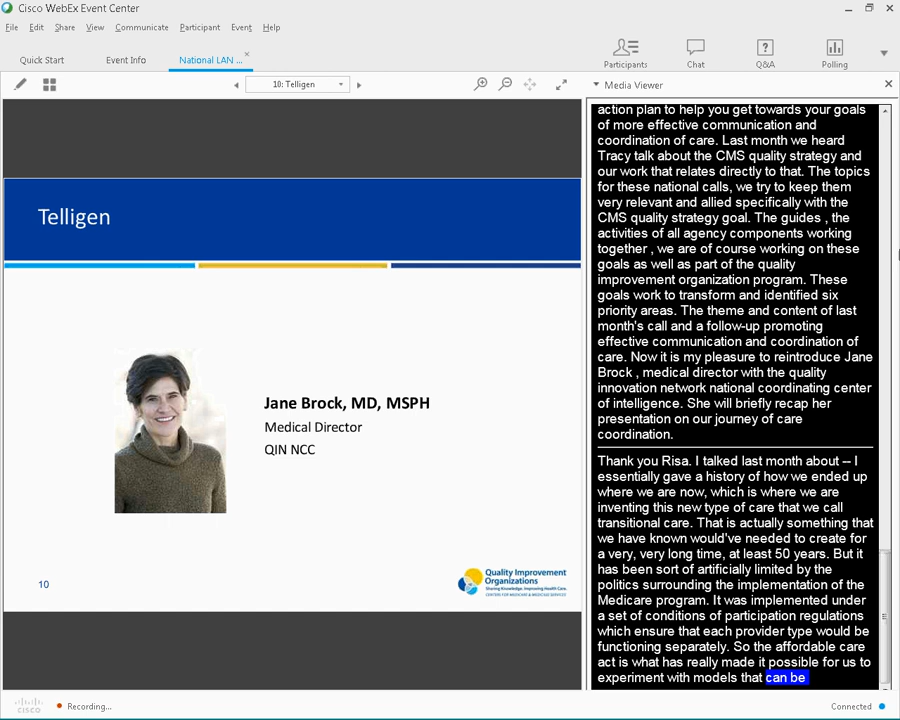 Cisco WebEx Event Center
File Edit Share View Communicate Participant Event Help
Quick Start Event Info National LAN ...
Participants Chat Q&A Polling
10: Telligen
Media Viewer
Telligen
Jane Brock, MD, MSPH
Medical Director
QIN NCC
10
Quality Improvement
Organizations
Sharing Knowledge. Improving Health Care.
CENTERS FOR MEDICARE & MEDICAID SERVICES
action plan to help you get towards your goals
of more effective communication and
coordination of care. Last month we heard
Tracy talk about the CMS quality strategy and
our work that relates directly to that. The topics
for these national calls, we try to keep them
very relevant and allied specifically with the
CMS quality strategy goal. The guides , the
activities of all agency components working
together , we are of course working on these
goals as well as part of the quality
improvement organization program. These
goals work to transform and identified six
priority areas. The theme and content of last
month's call and a follow-up promoting
effective communication and coordination of
care. Now it is my pleasure to reintroduce Jane
Brock , medical director with the quality
innovation network national coordinating center
of intelligence. She will briefly recap her
presentation on our journey of care
coordination.
Thank you Risa. I talked last month about -- I
essentially gave a history of how we ended up
where we are now, which is where we are
inventing this new type of care that we call
transitional care. That is actually something that
we have known would've needed to create for
a very, very long time, at least 50 years. But it
has been sort of artificially limited by the
politics surrounding the implementation of the
Medicare program. It was implemented under
a set of conditions of participation regulations
which ensure that each provider type would be
functioning separately. So the affordable care
act is what has really made it possible for us to
experiment with models that can be
cisco
Recording...
Connected